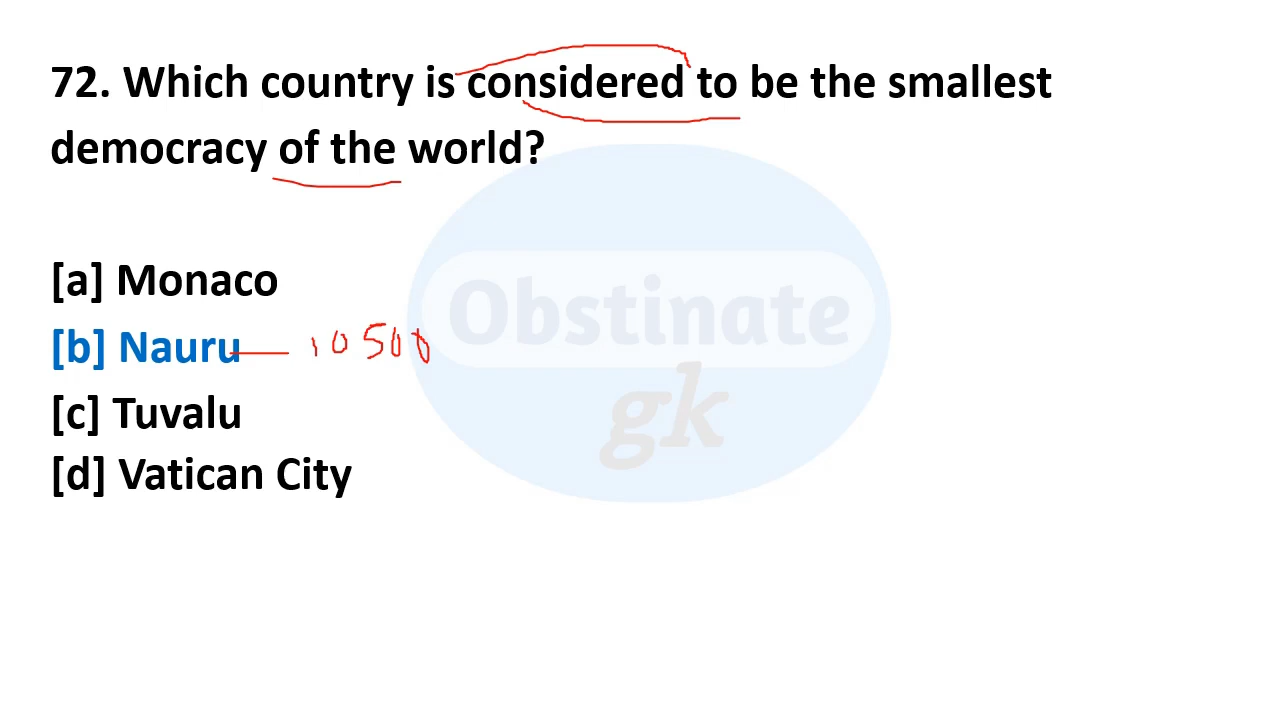 72. Which country is considered to be the smallest
democracy of the world?
[a] Monaco
[b] Nauru 10500
[c] Tuvalu
[d] Vatican City
Obstinate
gk